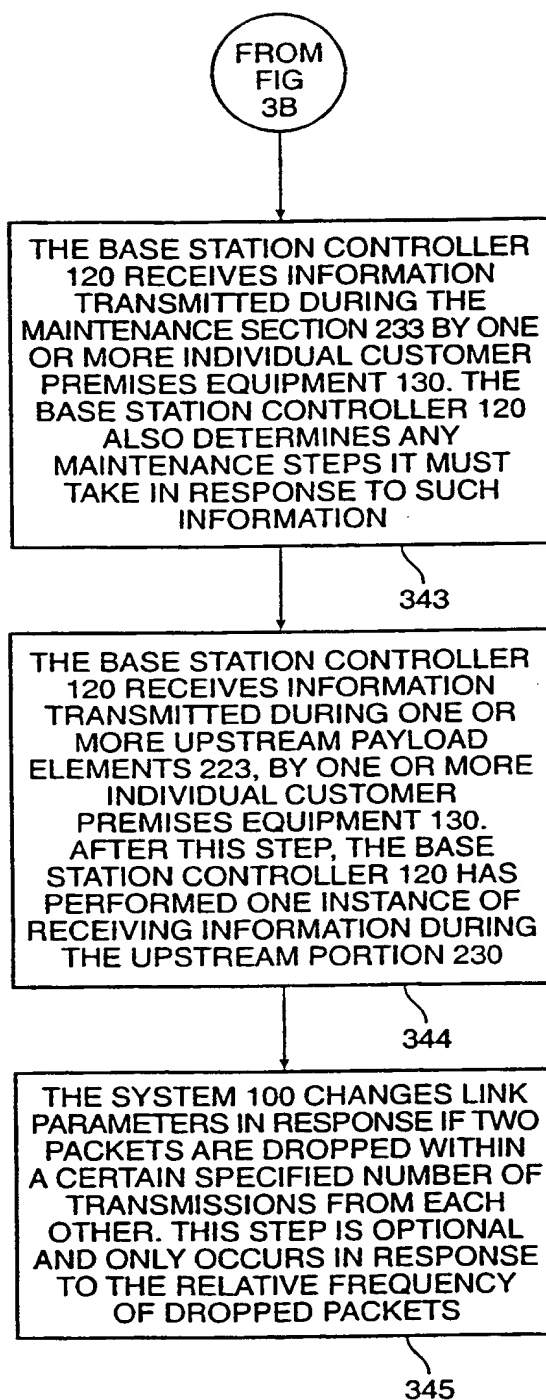 FROM
FIG
3B
THE BASE STATION CONTROLLER
120 RECEIVES INFORMATION
TRANSMITTED DURING THE
MAINTENANCE SECTION 233 BY ONE
OR MORE INDIVIDUAL CUSTOMER
PREMISES EQUIPMENT 130. THE
BASE STATION CONTROLLER 120
ALSO DETERMINES ANY
MAINTENANCE STEPS IT MUST
TAKE IN RESPONSE TO SUCH
INFORMATION
343
THE BASE STATION CONTROLLER
120 RECEIVES INFORMATION
TRANSMITTED DURING ONE OR
MORE UPSTREAM PAYLOAD
ELEMENTS 223, BY ONE OR MORE
INDIVIDUAL CUSTOMER
PREMISES EQUIPMENT 130.
AFTER THIS STEP, THE BASE
STATION CONTROLLER 120 HAS
PERFORMED ONE INSTANCE OF
RECEIVING INFORMATION DURING
THE UPSTREAM PORTION 230
344
THE SYSTEM 100 CHANGES LINK
PARAMETERS IN RESPONSE IF TWO
PACKETS ARE DROPPED WITHIN
A CERTAIN SPECIFIED NUMBER OF
TRANSMISSIONS FROM EACH
OTHER. THIS STEP IS OPTIONAL
AND ONLY OCCURS IN RESPONSE
TO THE RELATIVE FREQUENCY
OF DROPPED PACKETS
345